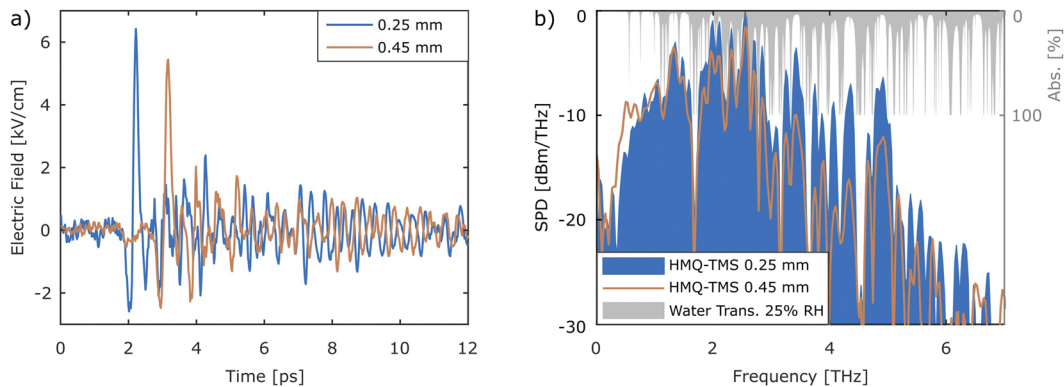 a)
0.25 mm
0.45 mm
6
4
2
0
-2
Electric Field [kV/cm]
0 2 4 6 8 10 12
Time [ps]
b)
0
-10
-20
-30
SPD [dBm/THz]
HMQ-TMS 0.25 mm
HMQ-TMS 0.45 mm
Water Trans. 25% RH
0
100
Abs. [%]
0 2 4 6
Frequency [THz]